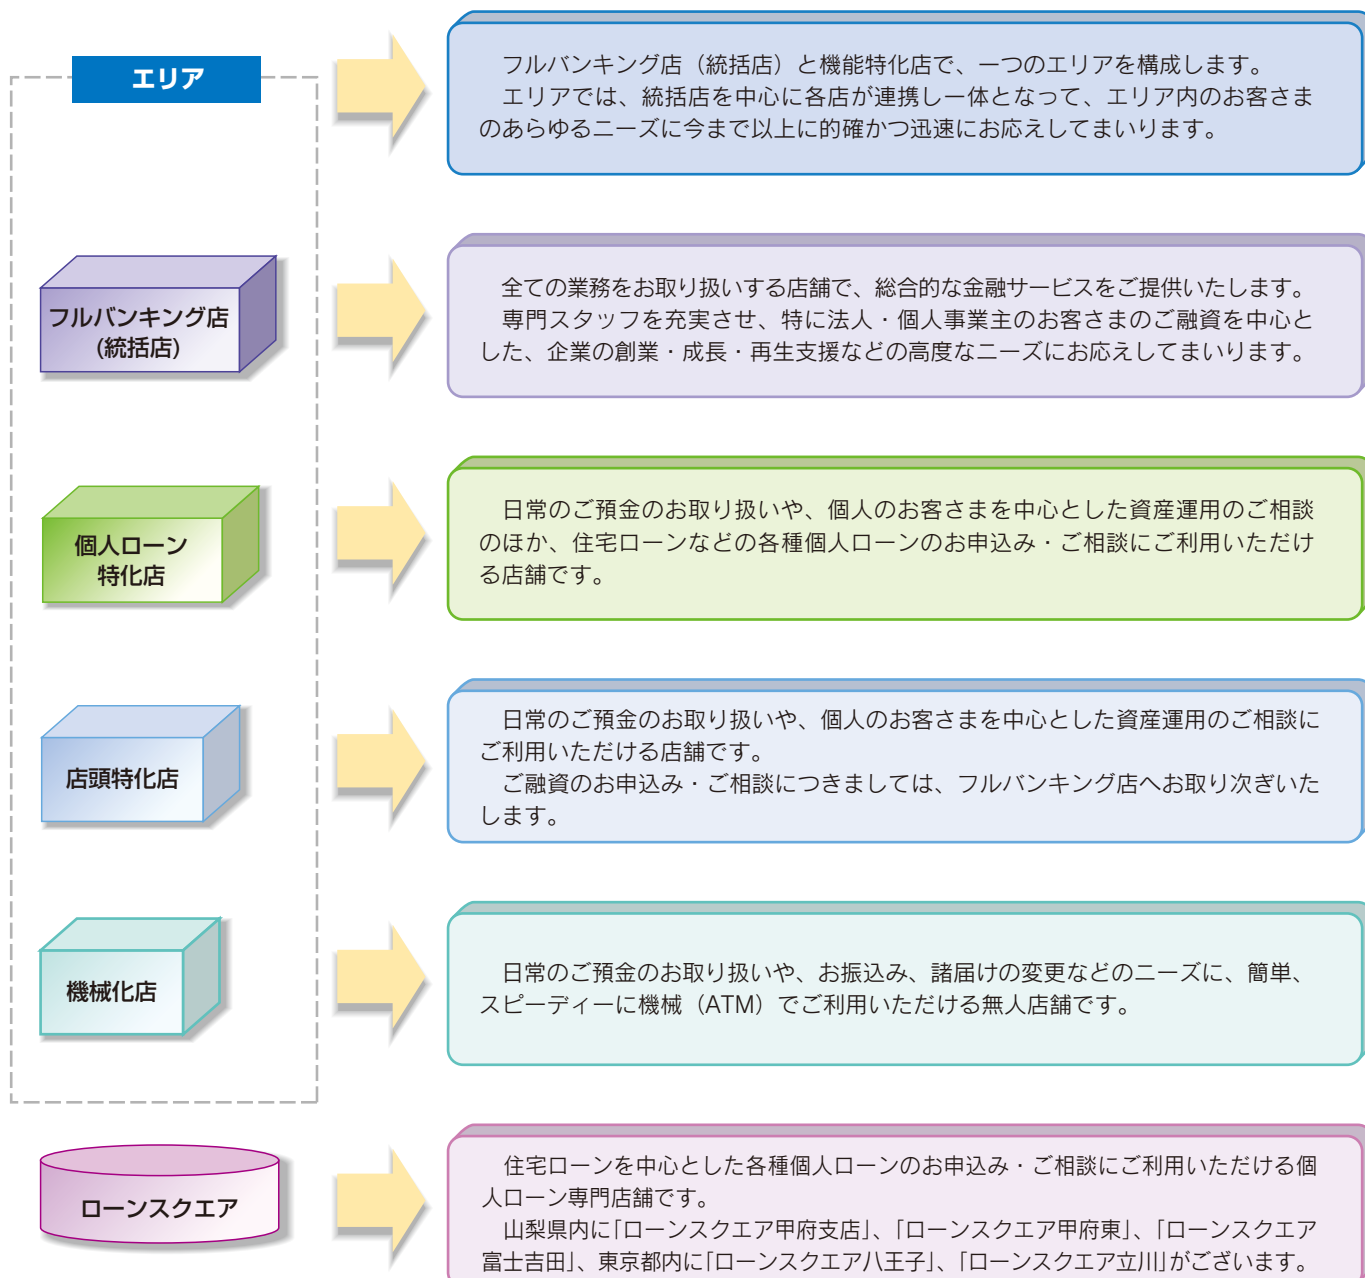 エリア
フルバンキング店（統括店）と機能特化店で、一つのエリアを構成します。
エリアでは、統括店を中心に各店が連携し一体となって、エリア内のお客さま
のあらゆるニーズに今まで以上に的確かつ迅速にお応えしてまいります。
フルバンキング店
(統括店)
全ての業務をお取り扱いする店舗で、総合的な金融サービスをご提供いたします。
専門スタッフを充実させ、特に法人・個人事業主のお客さまのご融資を中心と
した、企業の創業・成長・再生支援などの高度なニーズにお応えしてまいります。
個人ローン
特化店
日常のご預金のお取り扱いや、個人のお客さまを中心とした資産運用のご相談
のほか、住宅ローンなどの各種個人ローンのお申込み・ご相談にご利用いただけ
る店舗です。
店頭特化店
日常のご預金のお取り扱いや、個人のお客さまを中心とした資産運用のご相談に
ご利用いただける店舗です。
ご融資のお申込み・ご相談につきましては、フルバンキング店へお取り次ぎいた
します。
機械化店
日常のご預金のお取り扱いや、お振込み、諸届けの変更などのニーズに、簡単、
スピーディーに機械（ATM）でご利用いただける無人店舗です。
ローンスクエア
住宅ローンを中心とした各種個人ローンのお申込み・ご相談にご利用いただける個
人ローン専門店舗です。
山梨県内に｢ローンスクエア甲府支店｣、｢ローンスクエア甲府東｣、｢ローンスクエア
富士吉田｣、東京都内に｢ローンスクエア八王子｣、｢ローンスクエア立川｣がございます。